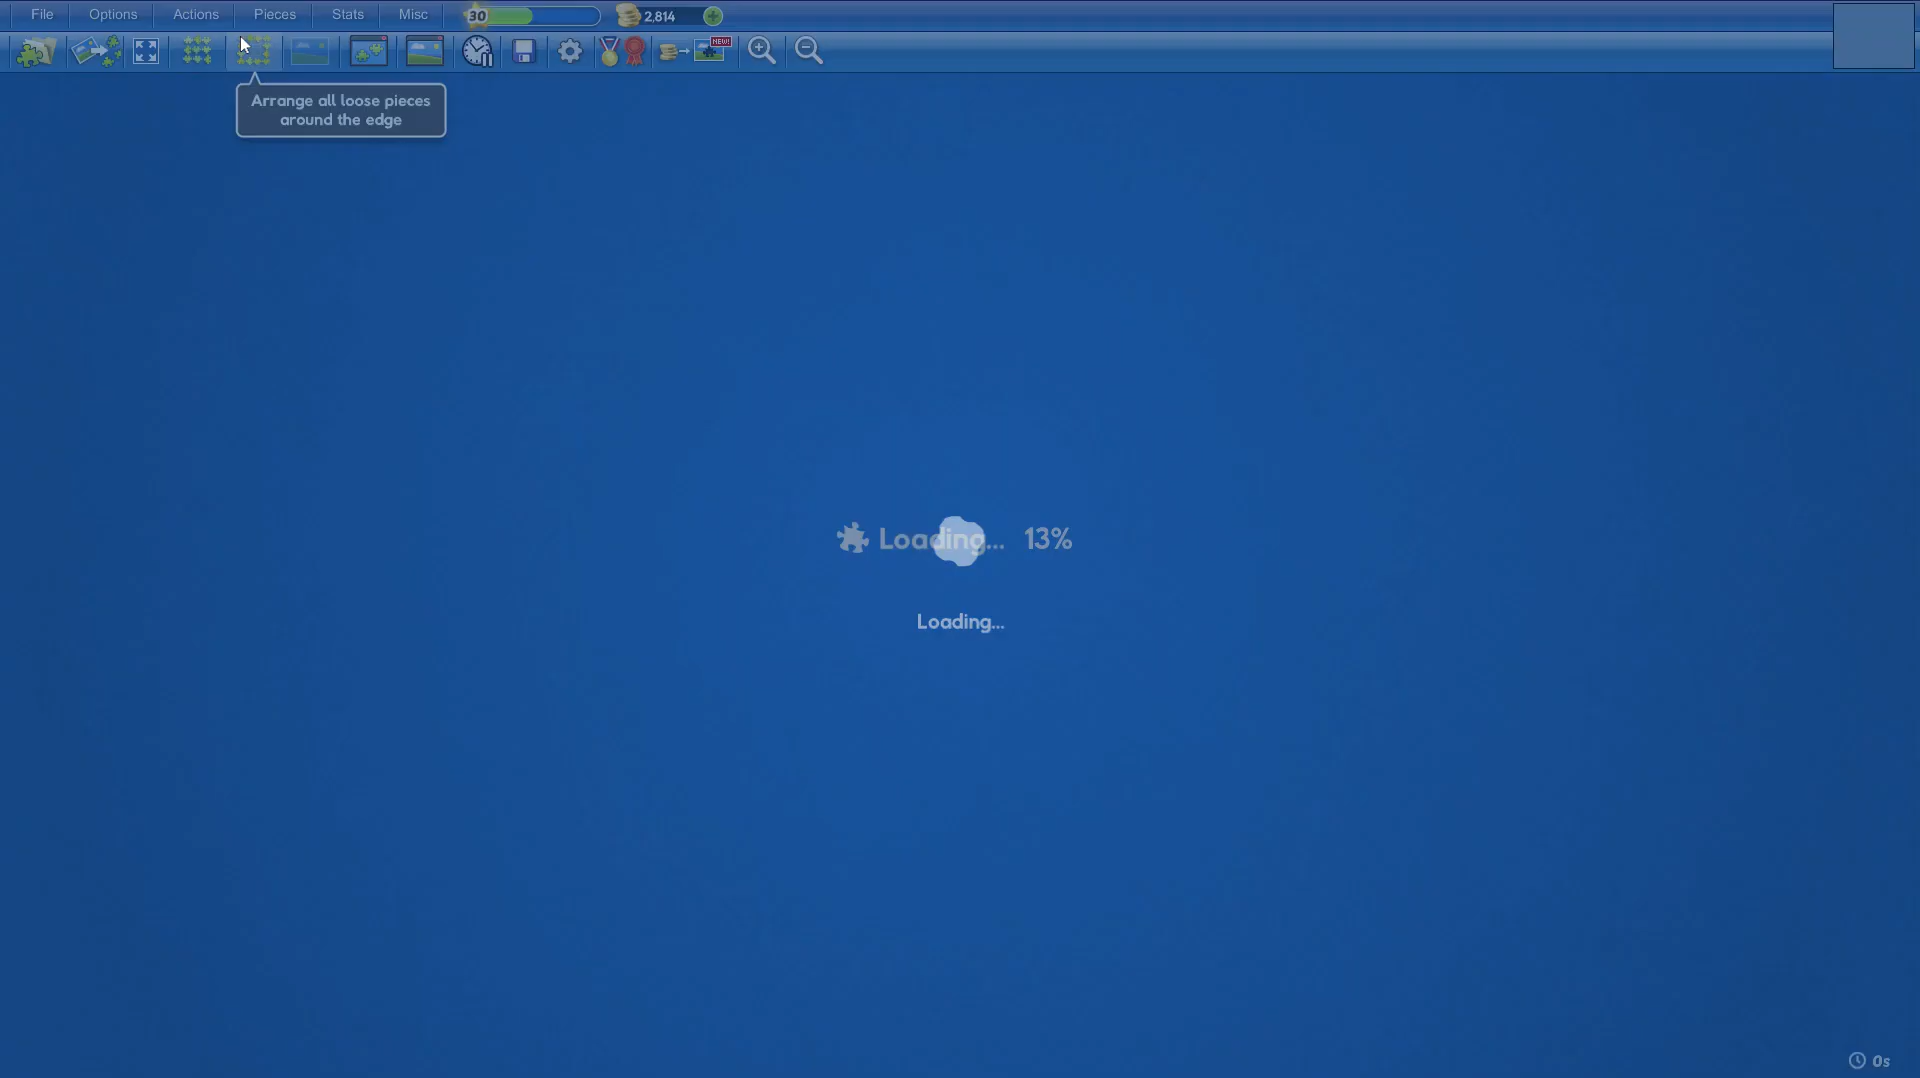 File Options Actions Pieces Stats Misc 30 2,814
NEW!
Arrange all loose pieces
around the edge
Loading... 13%
Loading...
0s